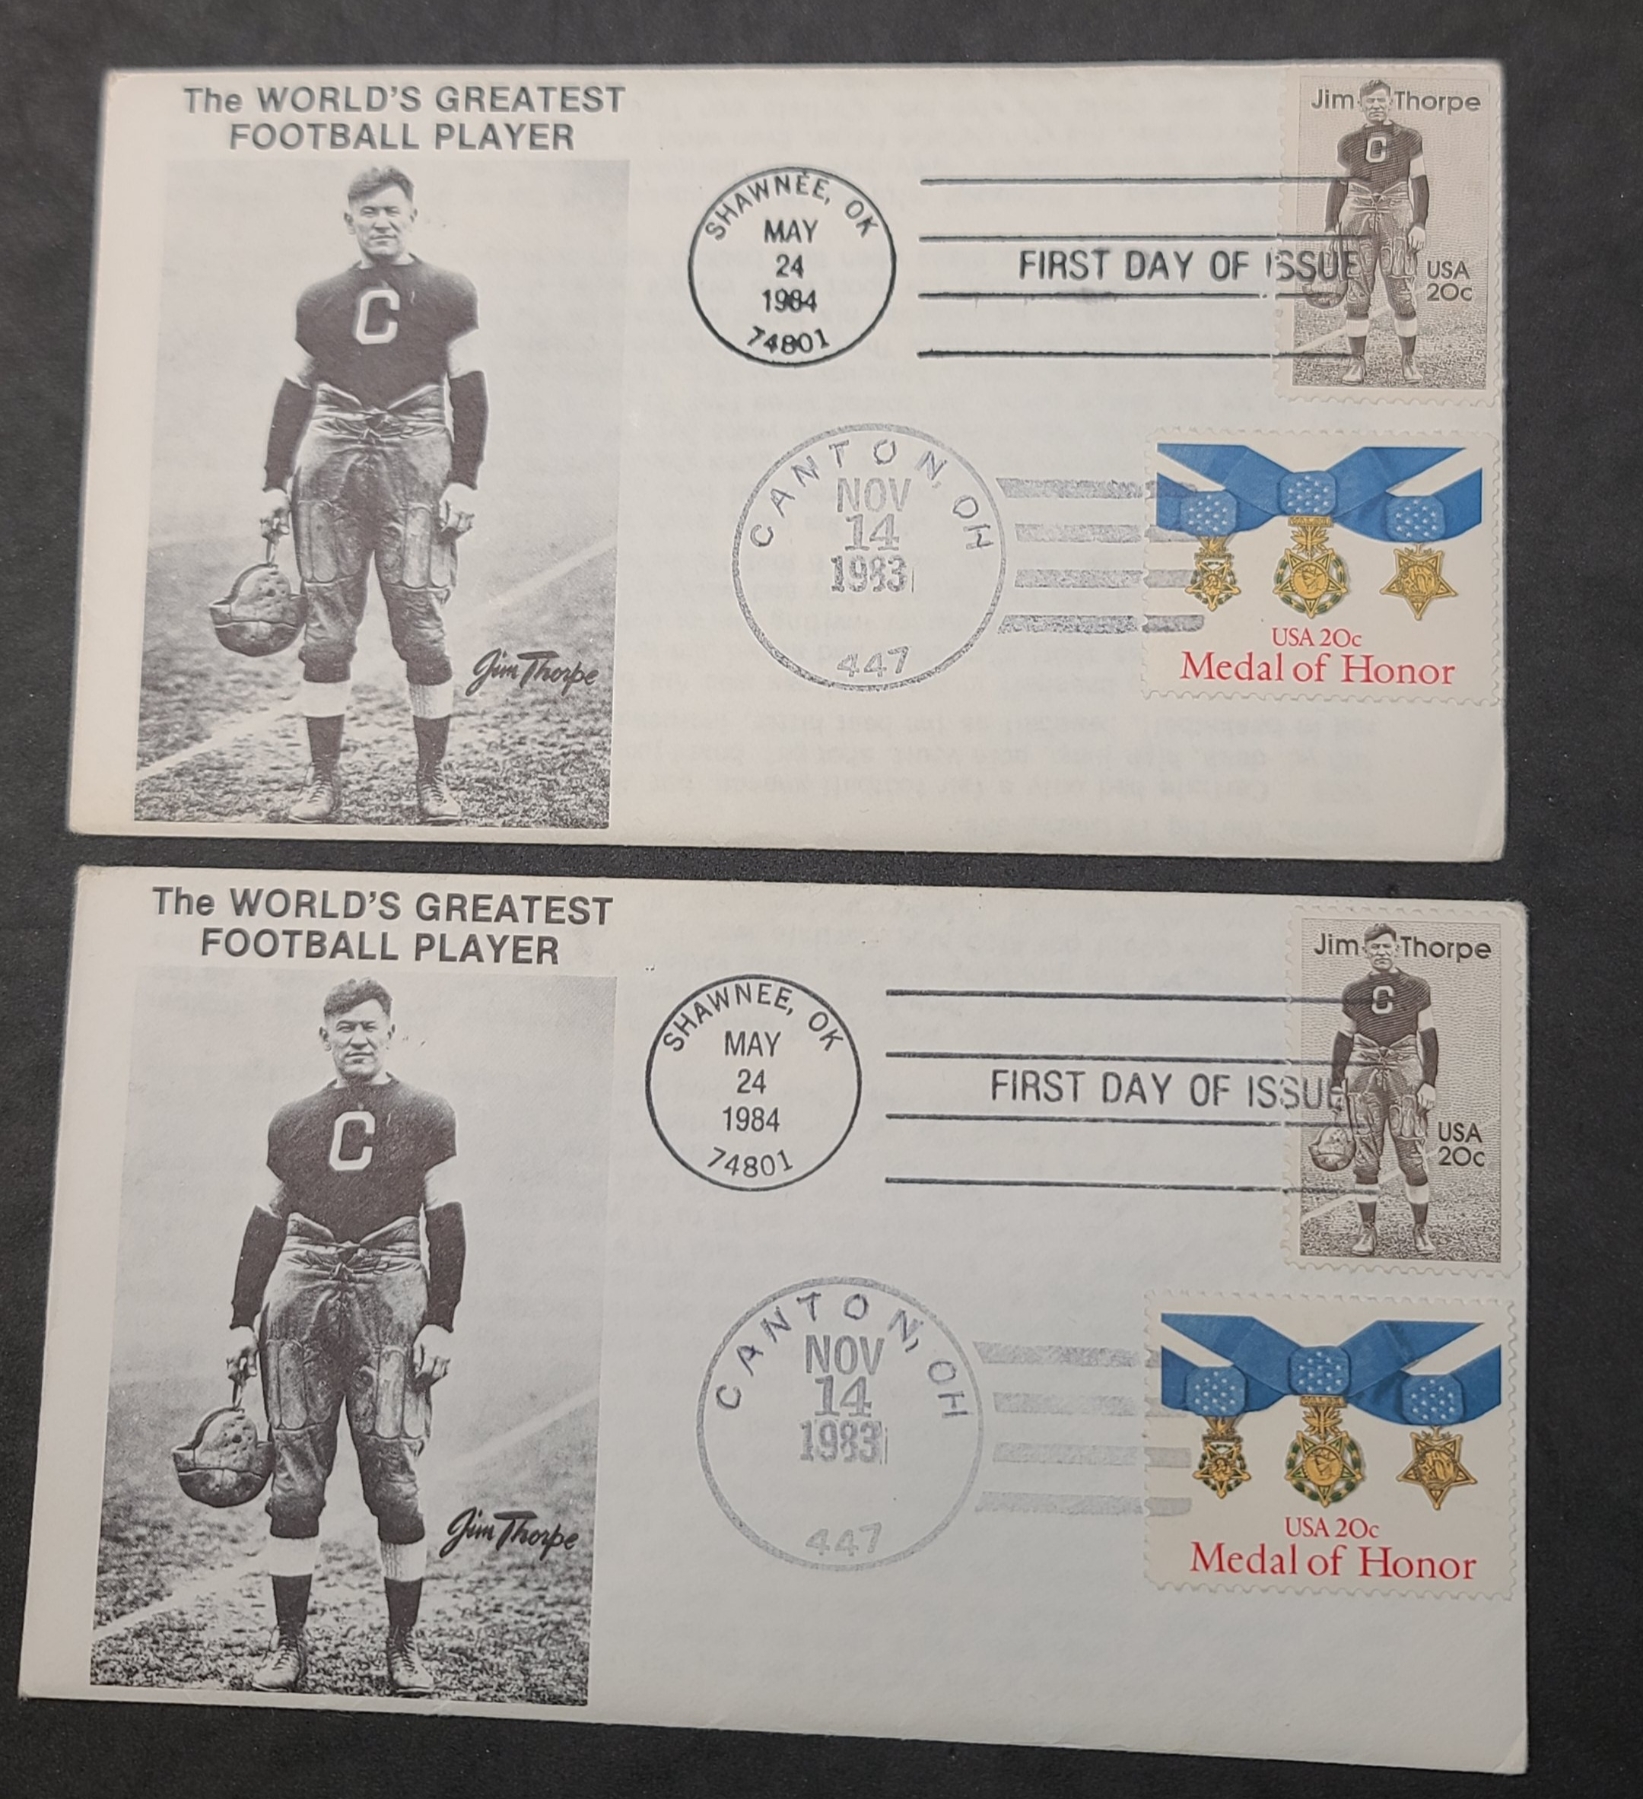 The WORLD'S GREATEST
FOOTBALL PLAYER
C
Jim Thorpe
SHAWNEE, OK
MAY
24
1984
74801
FIRST DAY OF ISSUE
Jim Thorpe
C
USA
20c
CANTON, OH
NOV
14
1983
447
USA 20c
Medal of Honor
The WORLD'S GREATEST
FOOTBALL PLAYER
C
Jim Thorpe
SHAWNEE, OK
MAY
24
1984
74801
FIRST DAY OF ISSUE
Jim Thorpe
C
USA
20c
CANTON, OH
NOV
14
1983
447
USA 20c
Medal of Honor